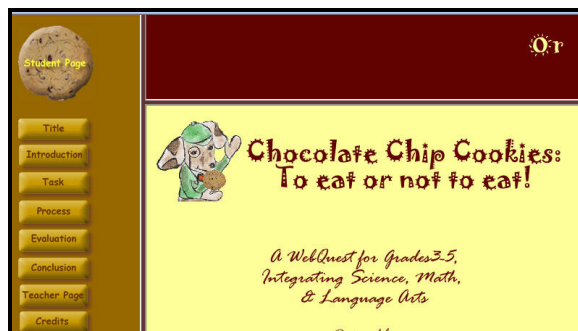 Student Page
Title
Introduction
Task
Process
Evaluation
Conclusion
Teacher Page
Credits
Or
Chocolate Chip Cookies:
To eat or not to eat!
A WebQuest for Grades3-5,
Integrating Science, Math,
& Language Arts